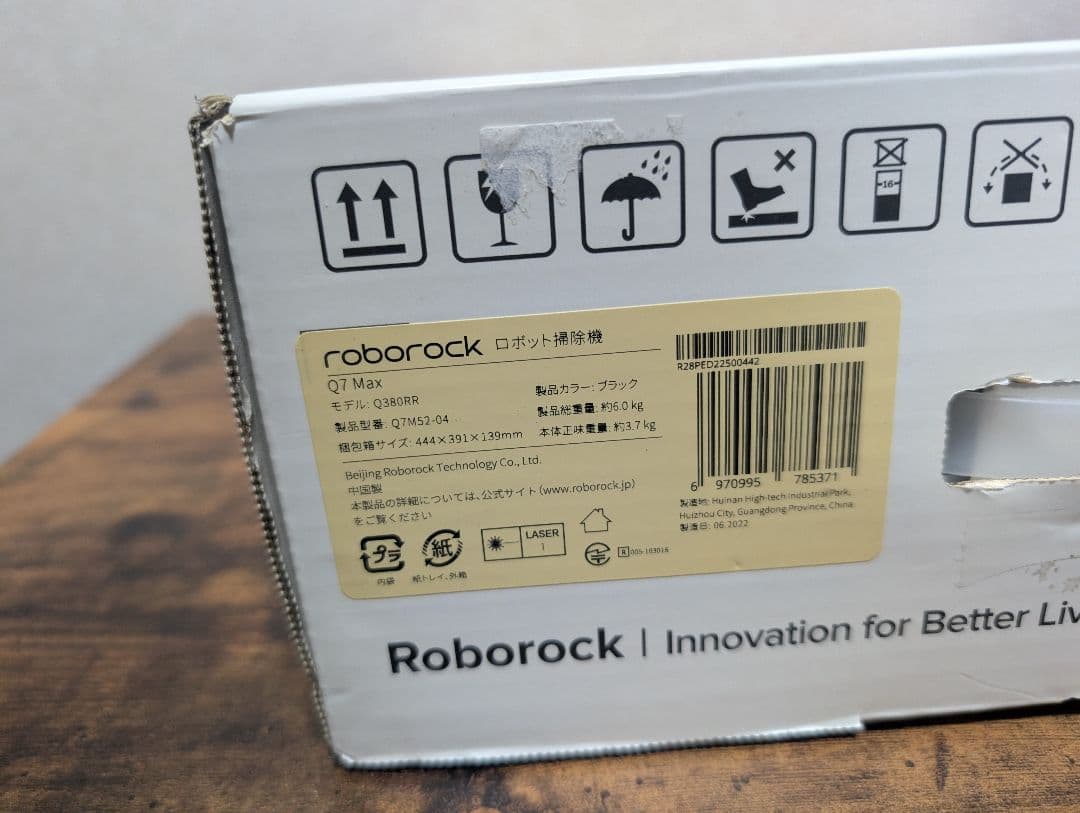 16
roborock ロボット掃除機
Q7 Max
モデル: Q380RR
製品型番: Q7M52-04
梱包箱サイズ: 444×391×139mm
製品カラー: ブラック
製品総重量: 約6.0 kg
本体正味重量: 約3.7 kg
Beijing Roborock Technology Co., Ltd.
中国製
本製品の詳細については、公式サイト (www.roborock.jp)
をご覧ください
プラ
内袋
紙
紙トレイ、外箱
LASER
1
R 005-103016
R28PED22500442
6 970995 785371
製造地: Huinan High-tech Industrial Park,
Huizhou City, Guangdong Province, China
製造日: 06.2022
Roborock | Innovation for Better Liv